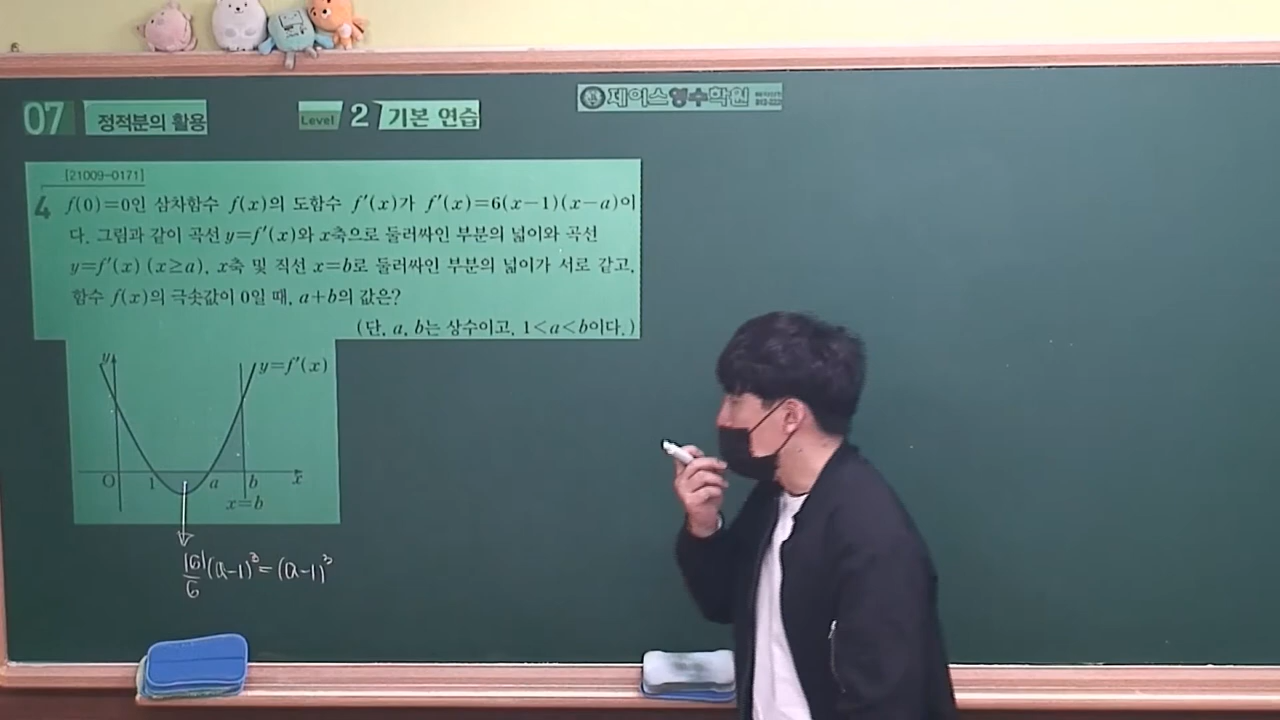 07 정적분의 활용 Level 2 기본 연습
제이스영수학원
[21009-0171]
4 f(0)=0인 삼차함수 f(x)의 도함수 f′(x)가 f′(x)=6(x-1)(x-a)이
다. 그림과 같이 곡선 y=f′(x)와 x축으로 둘러싸인 부분의 넓이와 곡선
y=f′(x) (x≥a), x축 및 직선 x=b로 둘러싸인 부분의 넓이가 서로 같고,
함수 f(x)의 극솟값이 0일 때, a+b의 값은?
(단, a, b는 상수이고, 1<a<b이다.)
y
y=f′(x)
O 1 a b x
x=b
|6|/6 (a-1)³=(a-1)³